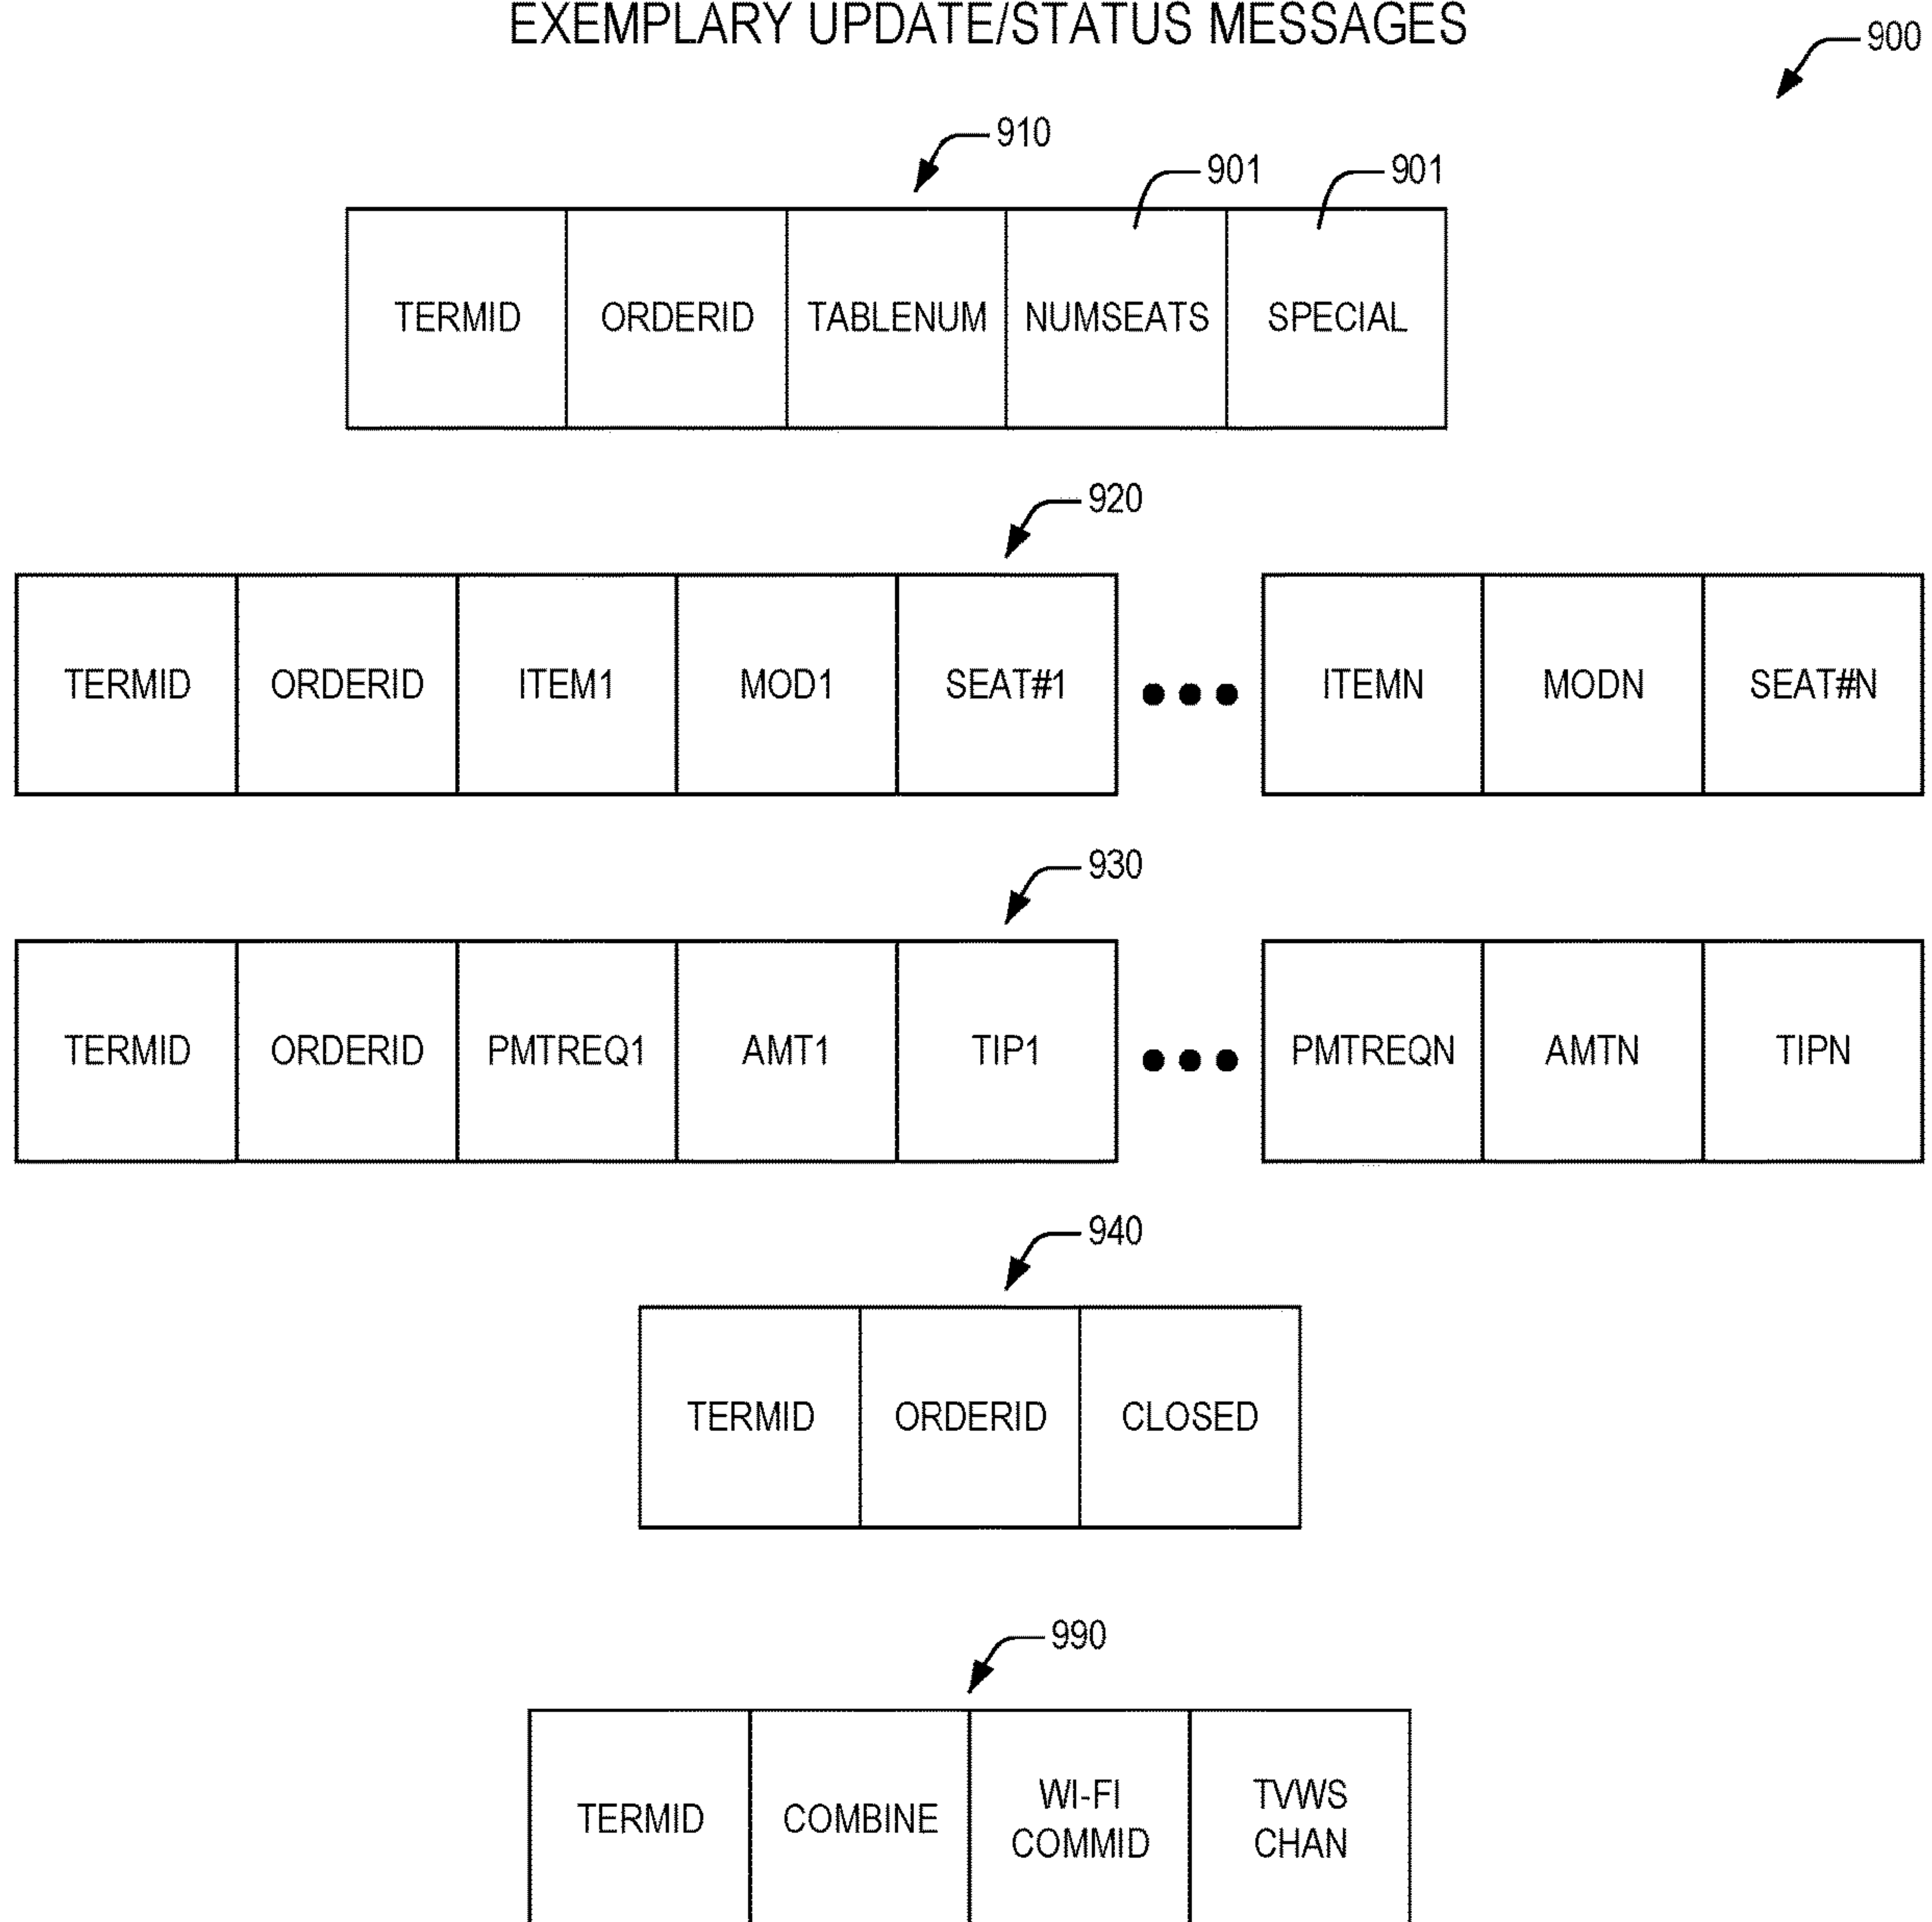 EXEMPLARY UPDATE/STATUS MESSAGES
900
910
901 901
TERMID ORDERID TABLENUM NUMSEATS SPECIAL
920
TERMID ORDERID ITEM1 MOD1 SEAT#1 ITEMN MODN SEAT#N
930
TERMID ORDERID PMTREQ1 AMT1 TIP1 PMTREQN AMTN TIPN
940
TERMID ORDERID CLOSED
990
TERMID COMBINE WI-FI COMMID TVWS CHAN